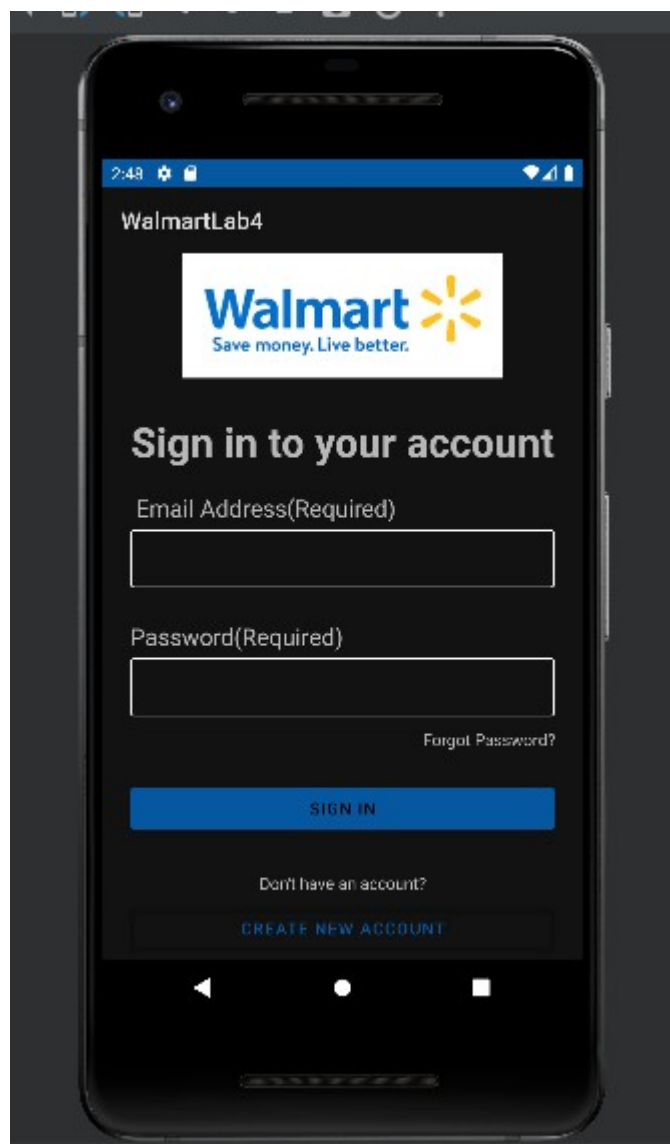 2:48
WalmartLab4
Walmart
Save money. Live better.
Sign in to your account
Email Address(Required)
Password(Required)
Forgot Password?
SIGN IN
Don't have an account?
CREATE NEW ACCOUNT